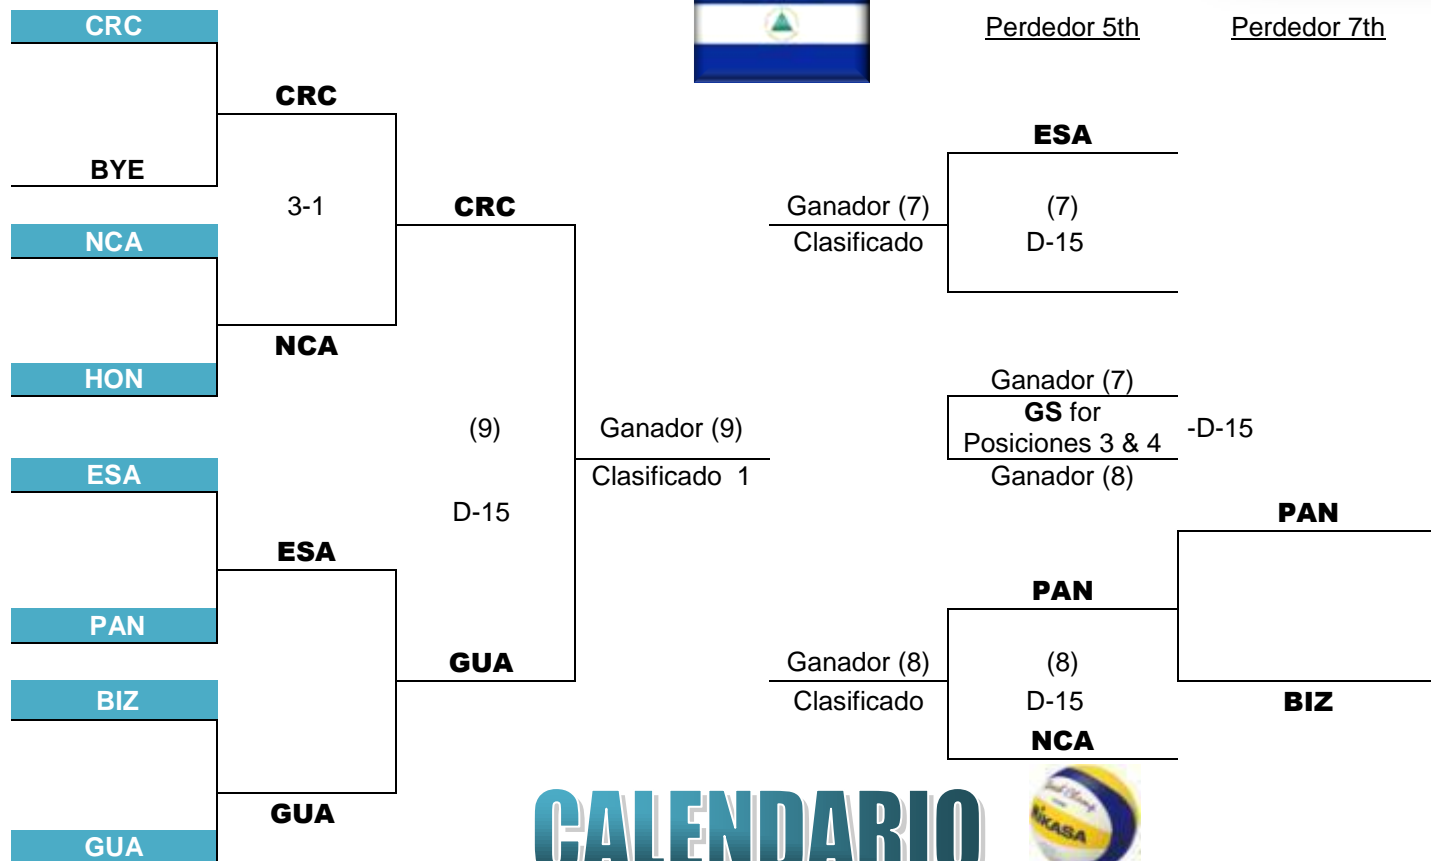 CRC
Perdedor 5th
Perdedor 7th
CRC
ESA
BYE
3-1
CRC
Ganador (7)
(7)
NCA
Clasificado
D-15
NCA
HON
Ganador (7)
(9)
Ganador (9)
GS for
Posiciones 3 & 4
-D-15
ESA
Clasificado 1
Ganador (8)
D-15
PAN
ESA
PAN
PAN
GUA
Ganador (8)
(8)
BIZ
Clasificado
D-15
BIZ
NCA
GUA
CALENDARIO
MIKASA
GUA